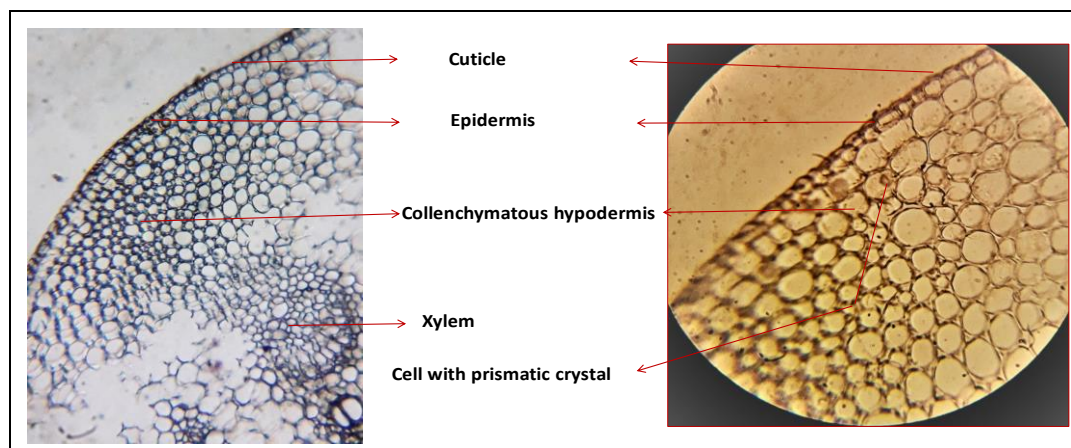 Cuticle
Epidermis
Collenchymatous hypodermis
Xylem
Cell with prismatic crystal